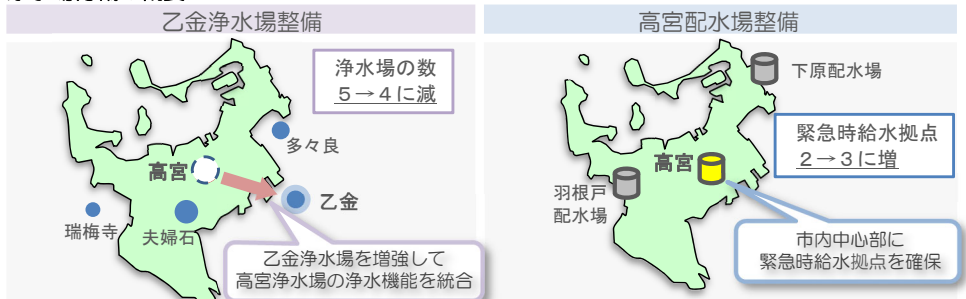 乙金浄水場整備
浄水場の数
5→4に減
多々良
高宮
乙金
瑞梅寺
夫婦石
乙金浄水場を増強して
高宮浄水場の浄水機能を統合
高宮配水場整備
下原配水場
緊急時給水拠点
2→3に増
高宮
羽根戸
配水場
市内中心部に
緊急時給水拠点を確保